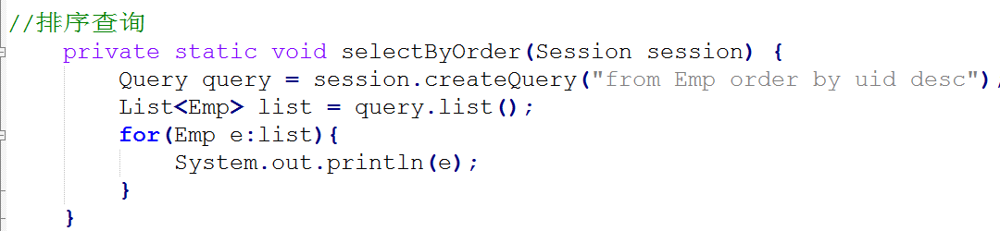 //排序查询
private static void selectByOrder(Session session) {
Query query = session.createQuery("from Emp order by uid desc");
List<Emp> list = query.list();
for(Emp e:list){
System.out.println(e);
}
}